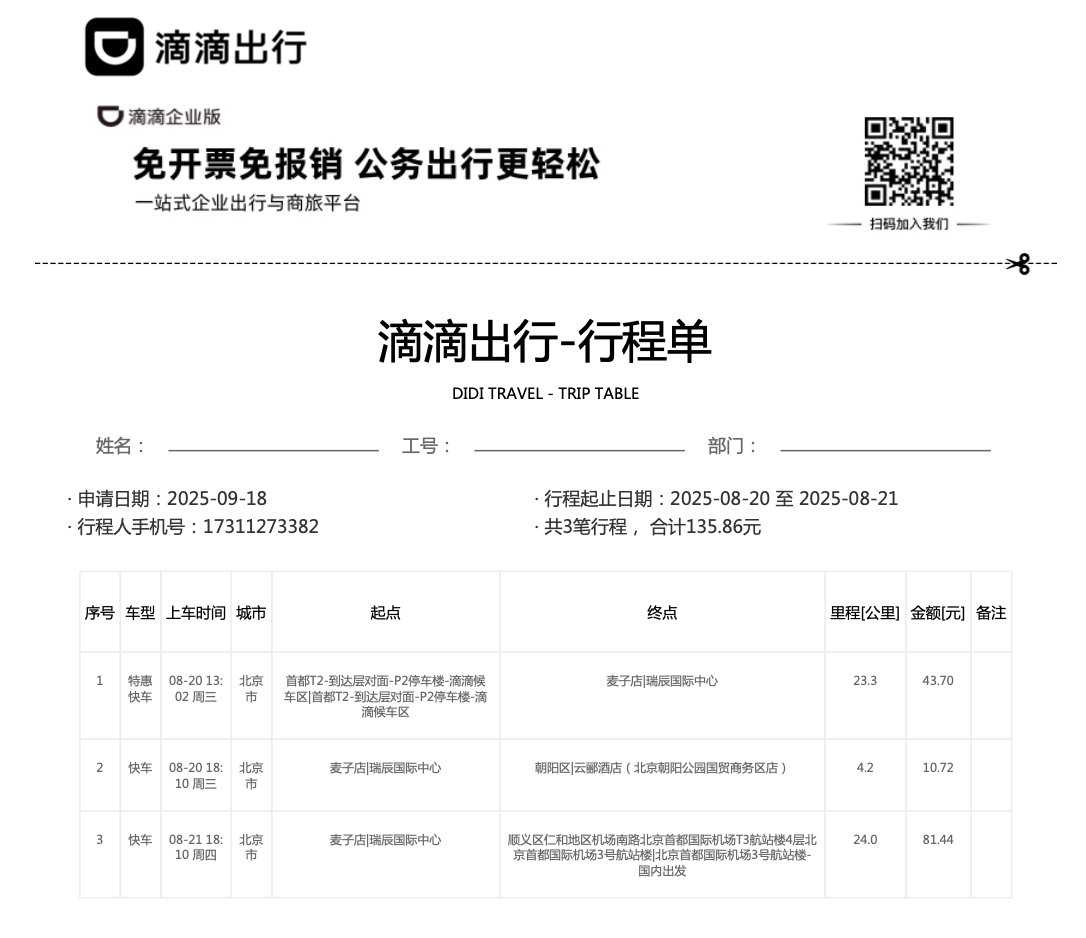 滴滴出行
滴滴企业版
免开票免报销 公务出行更轻松
一站式企业出行与商旅平台
扫码加入我们
滴滴出行-行程单
DIDI TRAVEL - TRIP TABLE
姓名： 工号： 部门：
· 申请日期：2025-09-18 · 行程起止日期：2025-08-20 至 2025-08-21
· 行程人手机号：17311273382 · 共3笔行程， 合计135.86元
序号 车型 上车时间 城市 起点 终点 里程[公里] 金额[元] 备注
1 特惠 08-20 13: 北京 首都T2-到达层对面-P2停车楼-滴滴候 麦子店|瑞辰国际中心 23.3 43.70
快车 02 周三 市 车区|首都T2-到达层对面-P2停车楼-滴
滴候车区
2 快车 08-20 18: 北京 麦子店|瑞辰国际中心 朝阳区|云郦酒店（北京朝阳公园国贸商务区店） 4.2 10.72
10 周三 市
3 快车 08-21 18: 北京 麦子店|瑞辰国际中心 顺义区仁和地区机场南路北京首都国际机场T3航站楼4层北 24.0 81.44
10 周四 市 京首都国际机场3号航站楼|北京首都国际机场3号航站楼-
国内出发